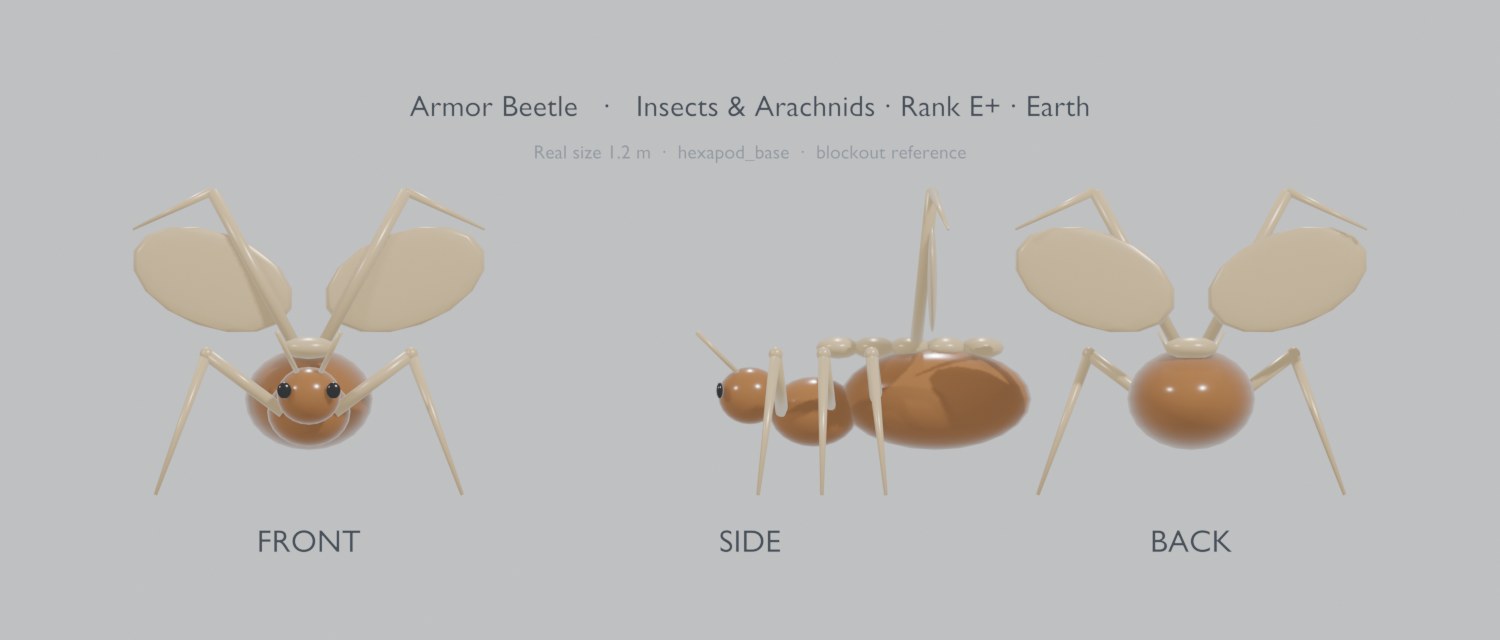 Armor Beetle · Insects & Arachnids · Rank E+ · Earth
Real size 1.2 m · hexapod_base · blockout reference
FRONT
SIDE
BACK